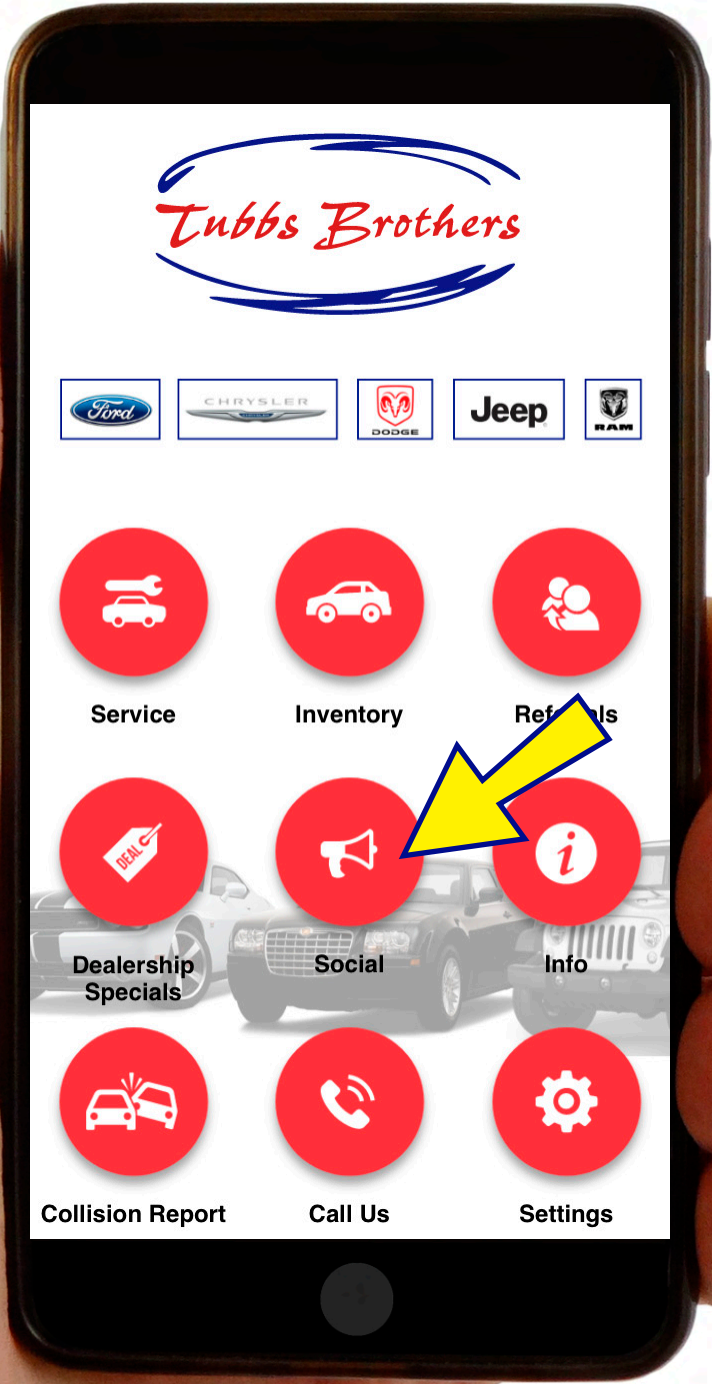 Tubbs Brothers
Ford
CHRYSLER
DODGE
Jeep
RAM
Service
Inventory
Referrals
DEAL
i
Dealership
Specials
Social
Info
Collision Report
Call Us
Settings